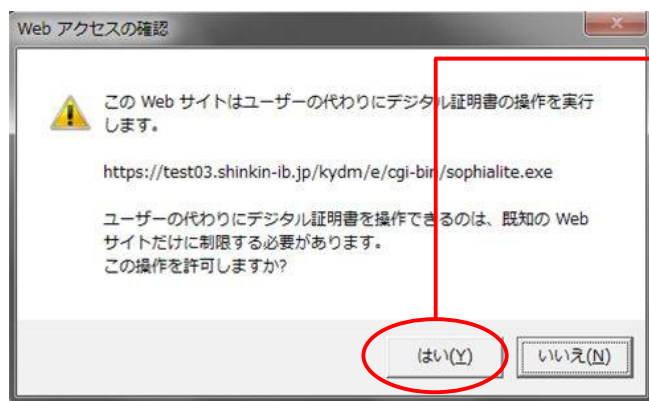 Web アクセスの確認
この Web サイトはユーザーの代わりにデジタル証明書の操作を実行
します。
https://test03.shinkin-ib.jp/kydm/e/cgi-bin/sophialite.exe
ユーザーの代わりにデジタル証明書を操作できるのは、既知の Web
サイトだけに制限する必要があります。
この操作を許可しますか?
はい(Y) いいえ(N)